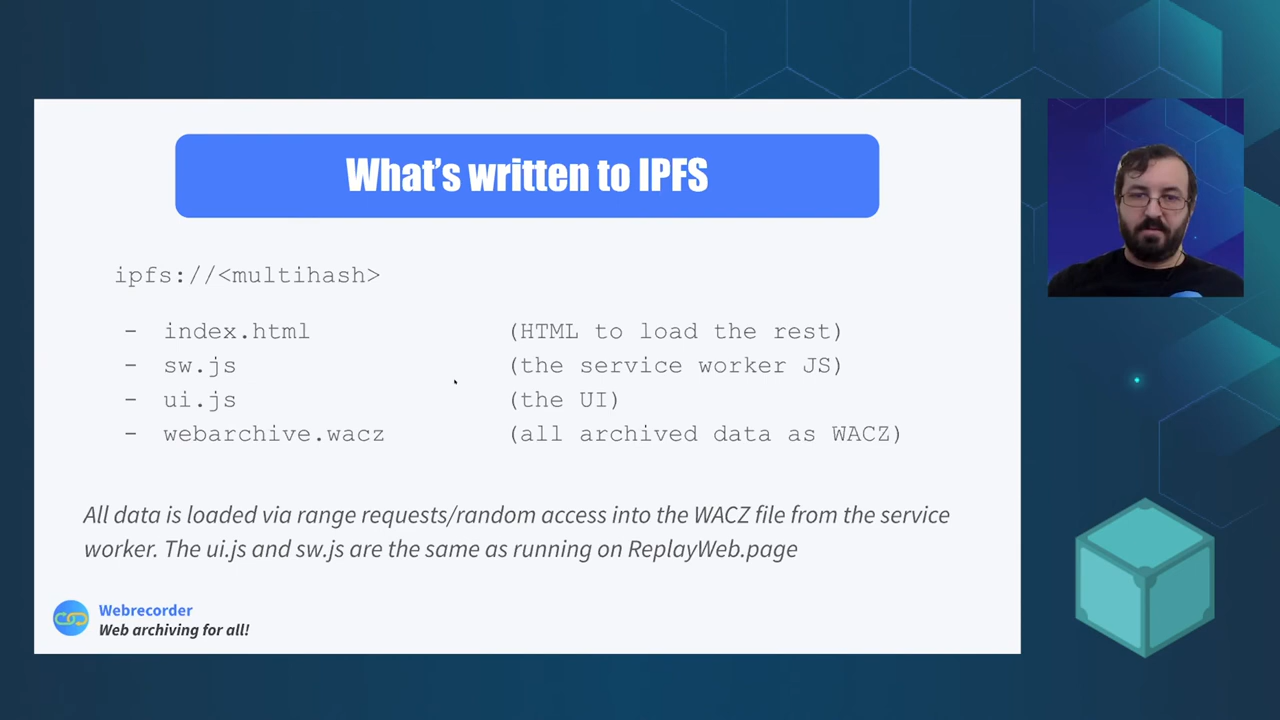 What's written to IPFS
ipfs://<multihash>
- index.html (HTML to load the rest)
- sw.js (the service worker JS)
- ui.js (the UI)
- webarchive.wacz (all archived data as WACZ)
All data is loaded via range requests/random access into the WACZ file from the service
worker. The ui.js and sw.js are the same as running on ReplayWeb.page
Webrecorder
Web archiving for all!